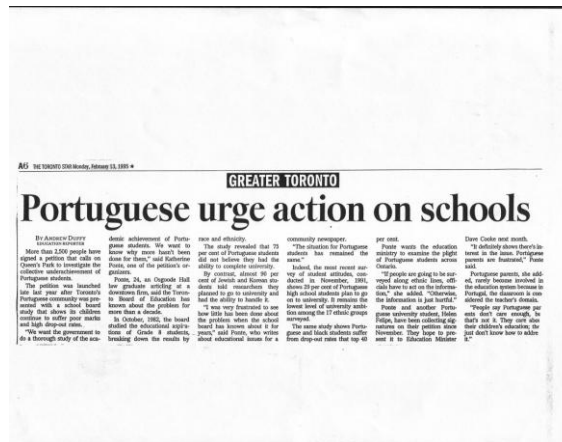 A6 THE TORONTO STAR Monday, February 13, 1995 ★
GREATER TORONTO
Portuguese urge action on schools
BY ANDREW DUFFY
EDUCATION REPORTER
More than 2,500 people have
signed a petition that calls on
Queen's Park to investigate the
collective underachievement of
Portuguese students.
The petition was launched
late last year after Toronto's
Portuguese community was pre-
sented with a school board
study that shows its children
continue to suffer poor marks
and high drop-out rates.
"We want the government to
do a thorough study of the aca-
demic achievement of Portu-
guese students. We want to
know why more hasn't been
done for them," said Katherine
Ponte, one of the petition's or-
ganizers.
Ponte, 24, an Osgoode Hall
law graduate articling at a
downtown firm, said the Toron-
to Board of Education has
known about the problem for
more than a decade.
In October, 1982, the board
studied the educational aspira-
tions of Grade 8 students,
breaking down the results by
race and ethnicity.
The study revealed that 75
per cent of Portuguese students
did not believe they had the
ability to complete university.
By contrast, almost 90 per
cent of Jewish and Korean stu-
dents told researchers they
planned to go to university and
had the ability to handle it.
"I was very frustrated to see
how little has been done about
the problem when the school
board has known about it for
years," said Ponte, who writes
about educational issues for a
community newspaper.
"The situation for Portuguese
students has remained the
same."
Indeed, the most recent sur-
vey of student attitudes, con-
ducted in November, 1991,
shows 29 per cent of Portuguese
high school students plan to go
on to university. It remains the
lowest level of university ambi-
tion among the 17 ethnic groups
surveyed.
The same study shows Portu-
guese and black students suffer
from drop-out rates that top 40
per cent.
Ponte wants the education
ministry to examine the plight
of Portuguese students across
Ontario.
"If people are going to be sur-
veyed along ethnic lines, offi-
cials have to act on the informa-
tion," she added. "Otherwise,
the information is just hurtful."
Ponte and another Portu-
guese university student, Helen
Felipe, have been collecting sig-
natures on their petition since
November. They hope to pre-
sent it to Education Minister
Dave Cooke next month.
"It definitely shows there's in-
terest in the issue. Portuguese
parents are frustrated," Ponte
said.
Portuguese parents, she add-
ed, rarely become involved in
the education system because in
Portugal, the classroom is con-
sidered the teacher's domain.
"People say Portuguese par
ents don't care enough, bu
that's not it. They care abou
their children's education; the
just don't know how to addre
it."